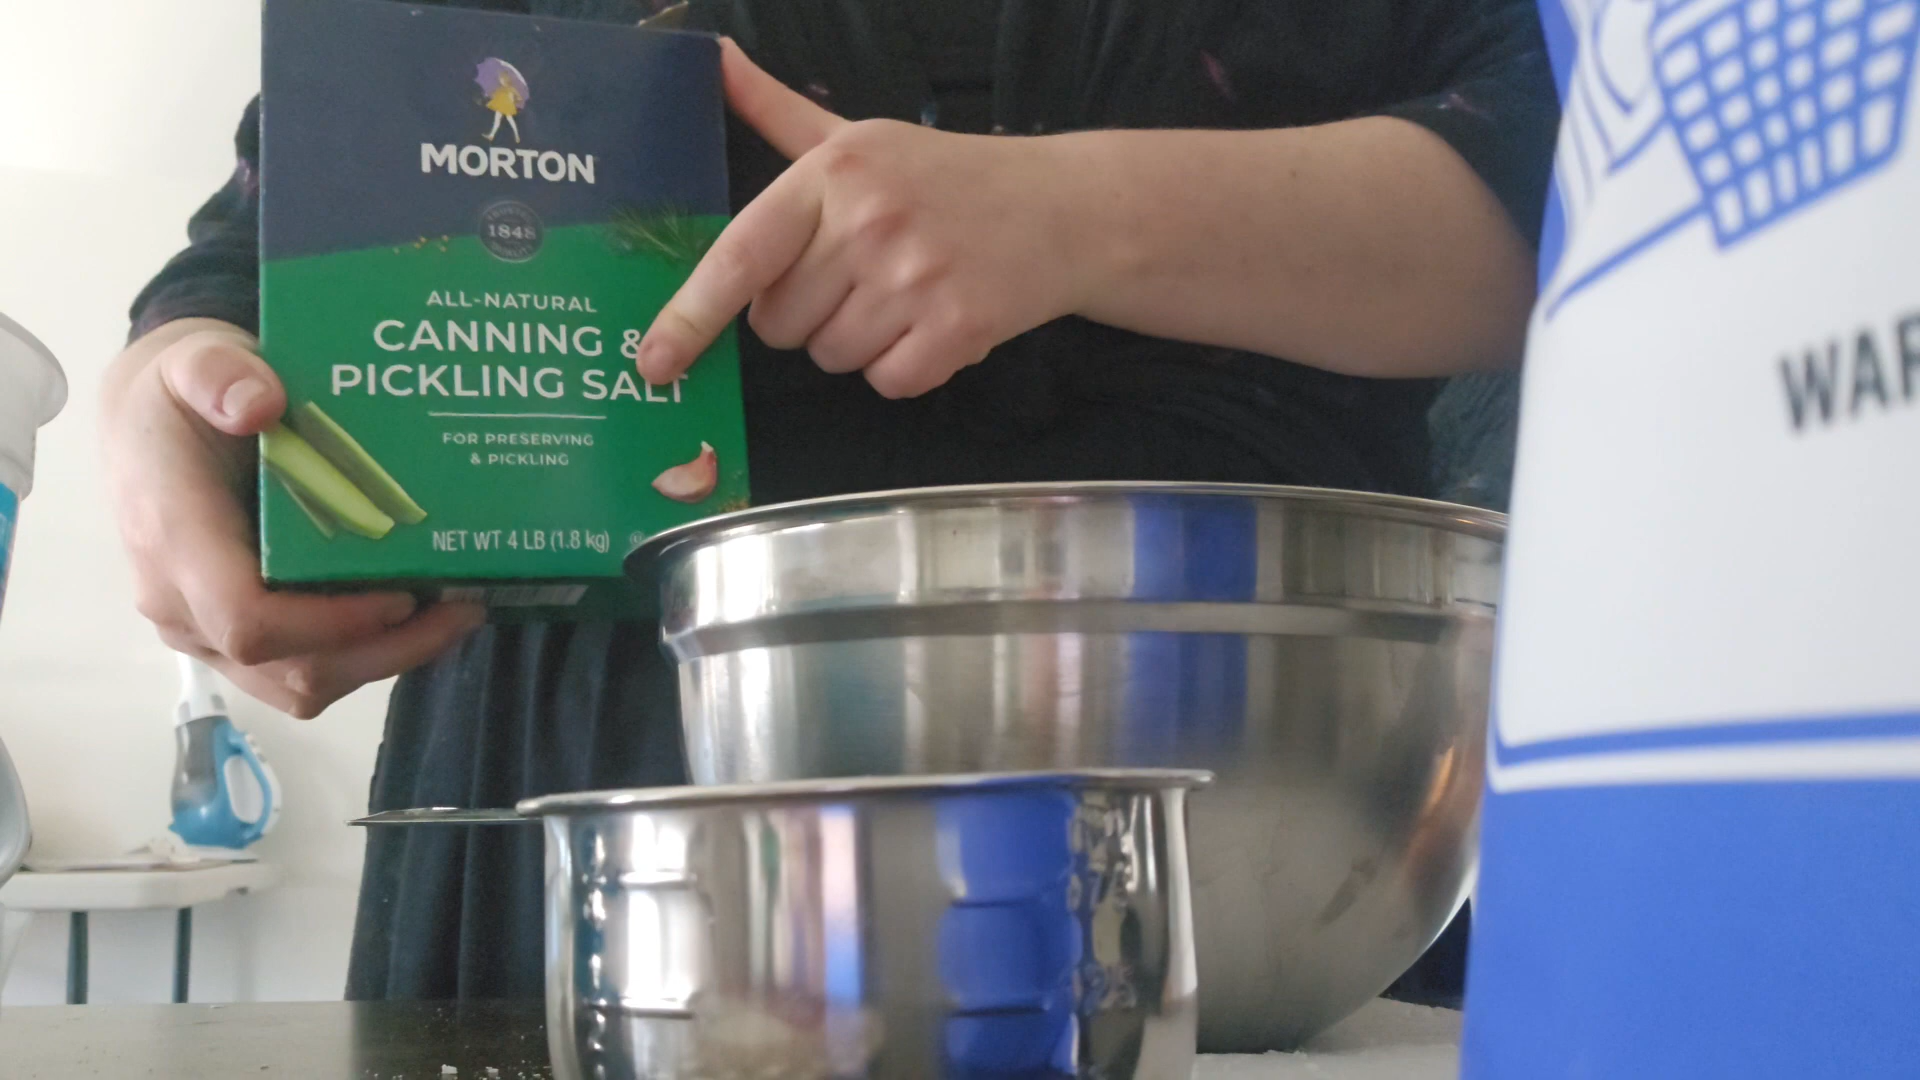 MORTON
1848
ALL-NATURAL
CANNING &
PICKLING SALT
FOR PRESERVING
& PICKLING
NET WT 4 LB (1.8 kg)
WAR